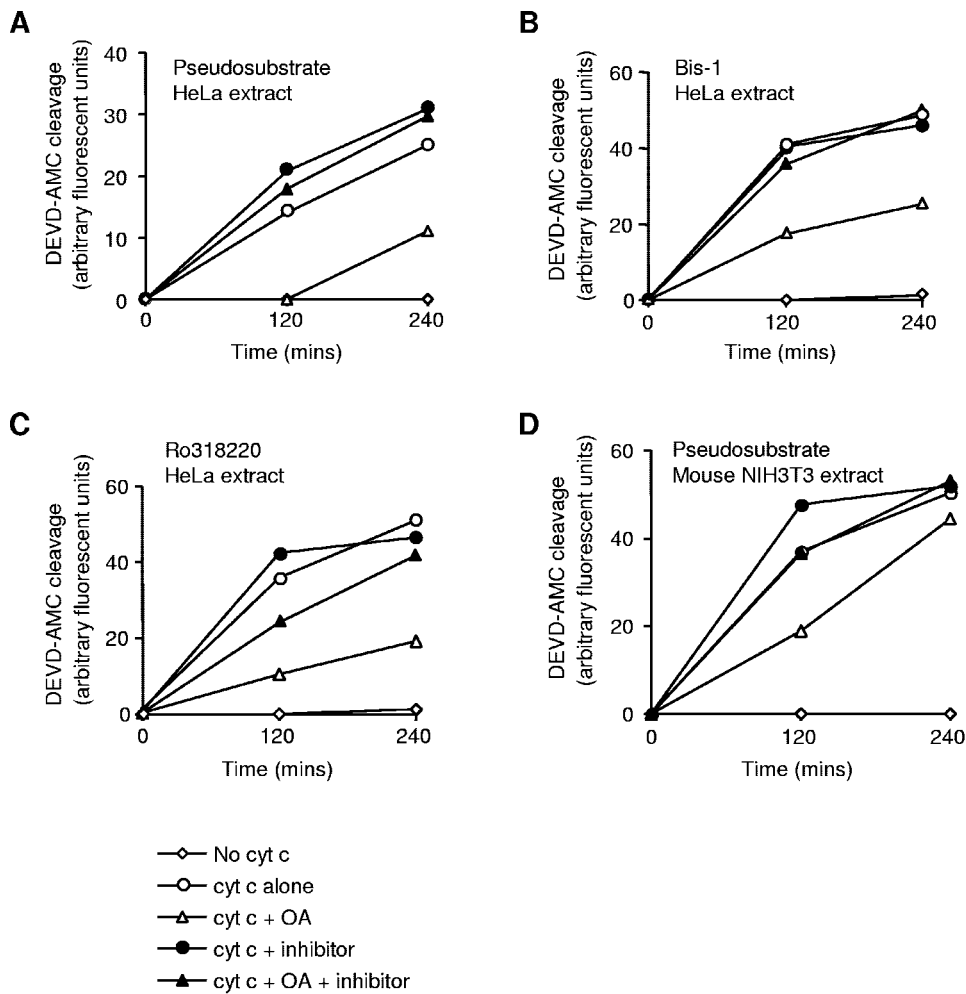 A
Pseudosubstrate
HeLa extract
DEVD-AMC cleavage
(arbitrary fluorescent units)
40
30
20
10
0
0
120
240
Time (mins)
B
Bis-1
HeLa extract
DEVD-AMC cleavage
(arbitrary fluorescent units)
60
40
20
0
0
120
240
Time (mins)
C
Ro318220
HeLa extract
DEVD-AMC cleavage
(arbitrary fluorescent units)
60
40
20
0
0
120
240
Time (mins)
D
Pseudosubstrate
Mouse NIH3T3 extract
DEVD-AMC cleavage
(arbitrary fluorescent units)
60
40
20
0
0
120
240
Time (mins)
No cyt c
cyt c alone
cyt c + OA
cyt c + inhibitor
cyt c + OA + inhibitor